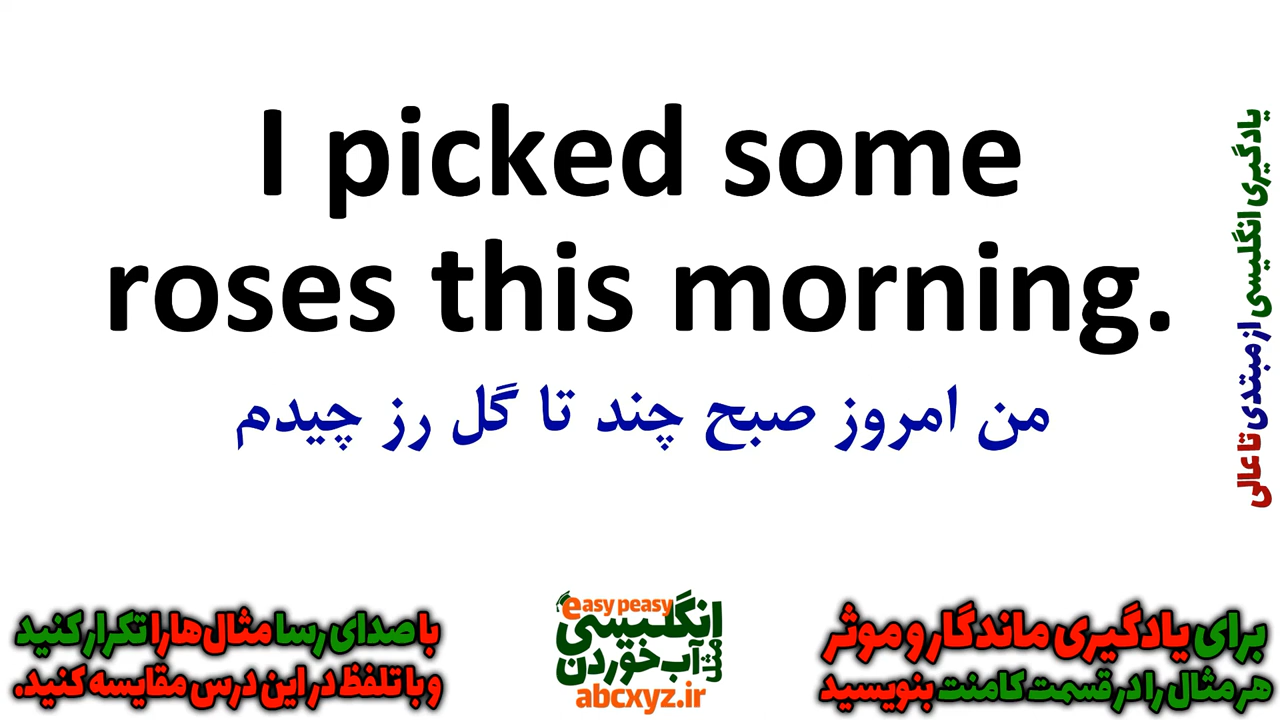 I picked some
roses this morning.
من امروز صبح چند تا گل رز چیدم
یادگیری انگلیسی از مبتدی تا عالی
با صدای رسا مثال‌ها را تکرار کنید
و با تلفظ در این درس مقایسه کنید.
easy peasy
انگلیسی
مثل آب خوردن
abcxyz.ir
برای یادگیری ماندگار و موثر
هر مثال را در قسمت کامنت بنویسید